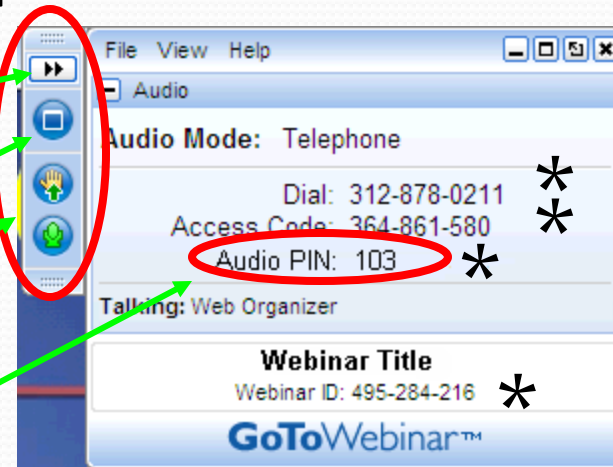 File View Help
Audio
Audio Mode: Telephone
Dial: 312-878-0211 *
Access Code: 364-861-580 *
Audio PIN: 103 *
Talking: Web Organizer
Webinar Title
Webinar ID: 495-284-216 *
GoToWebinar™